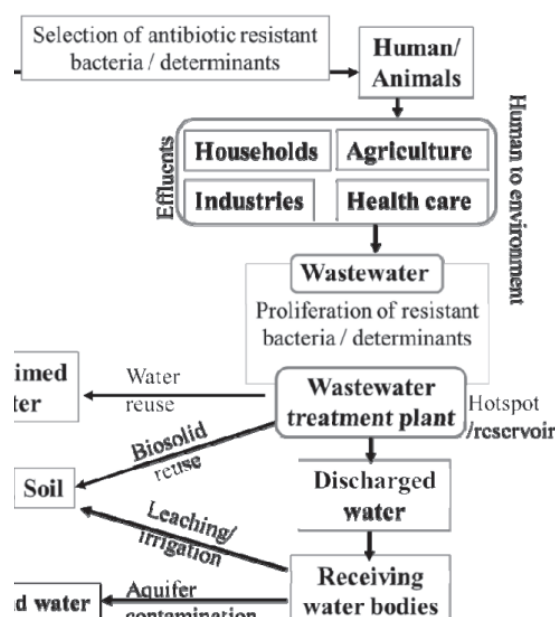 Selection of antibiotic resistant
bacteria / determinants
Human/
Animals
Effluents
Households
Agriculture
Industries
Health care
Human to environment
Wastewater
Proliferation of resistant
bacteria / determinants
Water
reuse
Wastewater
treatment plant
Hotspot
/reservoir
Biosolid
reuse
Soil
Discharged
water
Leaching/
irrigation
Receiving
water bodies
Aquifer
contamination
water